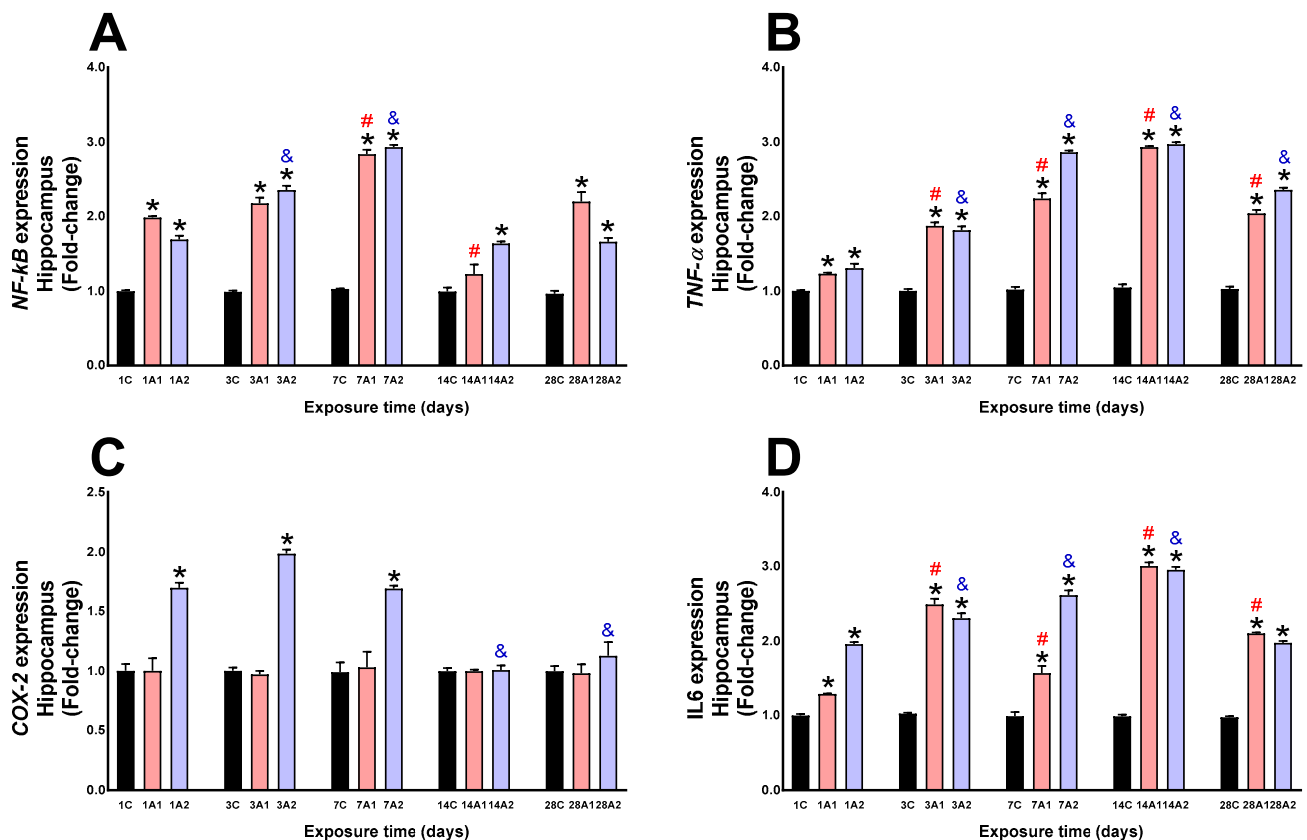 A
NF-kB expression
Hippocampus
(Fold-change)
4.0
3.0
2.0
1.0
0.0
* * * & * # * & * # * * *
1C 1A1 1A2 3C 3A1 3A2 7C 7A1 7A2 14C 14A1 14A2 28C 28A1 28A2
Exposure time (days)
B
TNF-α expression
Hippocampus
(Fold-change)
4.0
3.0
2.0
1.0
0.0
* * # * & * # * & * # * & * # * & *
1C 1A1 1A2 3C 3A1 3A2 7C 7A1 7A2 14C 14A1 14A2 28C 28A1 28A2
Exposure time (days)
C
COX-2 expression
Hippocampus
(Fold-change)
2.5
2.0
1.5
1.0
0.5
0.0
* * * & &
1C 1A1 1A2 3C 3A1 3A2 7C 7A1 7A2 14C 14A1 14A2 28C 28A1 28A2
Exposure time (days)
D
IL6 expression
Hippocampus
(Fold-change)
4.0
3.0
2.0
1.0
0.0
* * # * & * # * & * # * & * # * *
1C 1A1 1A2 3C 3A1 3A2 7C 7A1 7A2 14C 14A1 14A2 28C 28A1 28A2
Exposure time (days)